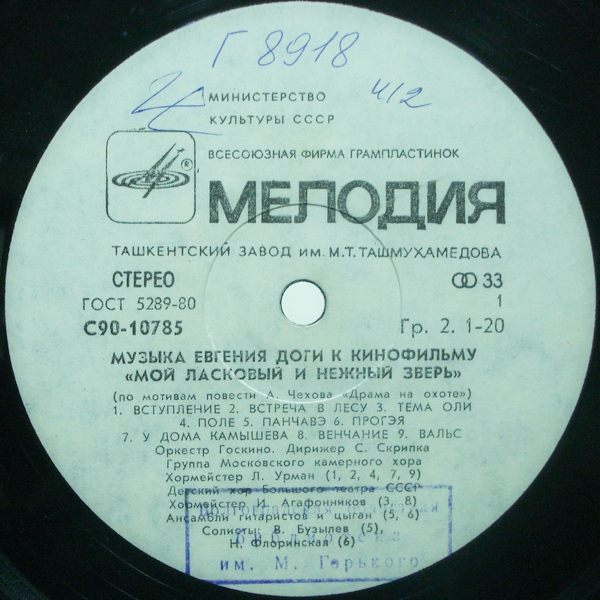 Г 8918
МИНИСТЕРСТВО
КУЛЬТУРЫ СССР
и/2
ВСЕСОЮЗНАЯ ФИРМА ГРАМПЛАСТИНОК
®
МЕЛОДИЯ
ТАШКЕНТСКИЙ ЗАВОД ИМ. М.Т. ТАШМУХАМЕДОВА
СТЕРЕО
33
ГОСТ 5289-80
1
С90-10785
Гр. 2. 1-20
МУЗЫКА ЕВГЕНИЯ ДОГИ К КИНОФИЛЬМУ
«МОЙ ЛАСКОВЫЙ И НЕЖНЫЙ ЗВЕРЬ»
(по мотивам повести А. Чехова «Драма на охоте»)
1. ВСТУПЛЕНИЕ 2. ВСТРЕЧА В ЛЕСУ 3. ТЕМА ОЛИ
4. ПОЛЕ 5. ПАНЧАВЭ 6. ПРОГЭЯ
7. У ДОМА КАМЫШЕВА 8. ВЕНЧАНИЕ 9. ВАЛЬС
Оркестр Госкино. Дирижер С. Скрипка
Группа Московского камерного хора
Хормейстер Л. Урман (1, 2, 4, 7, 9)
Детский хор Большого театра СССР
Хормейстер И. Агафонников (3, 8)
Ансамбли гитаристов и цыган (5, 6)
Солисты: В. Бузылев (5),
Н. Флоринская (6)
Библиотека
им. М. Горького